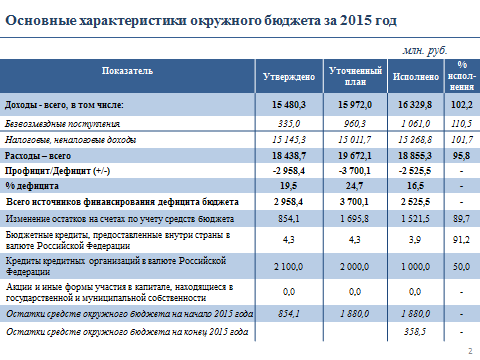 Основные характеристики окружного бюджета за 2015 год
млн. руб.
Показатель Утверждено Уточненный план Исполнено % испол-нения
Доходы - всего, в том числе: 15 480,3 15 972,0 16 329,8 102,2
Безвозмездные поступления 335,0 960,3 1 061,0 110,5
Налоговые, неналоговые доходы 15 145,3 15 011,7 15 268,8 101,7
Расходы – всего 18 438,7 19 672,1 18 855,3 95,8
Профицит/Дефицит (+/-) -2 958,4 -3 700,1 -2 525,5 -
% дефицита 19,5 24,7 16,5 -
Всего источников финансирования дефицита бюджета 2 958,4 3 700,1 2 525,5 -
Изменение остатков на счетах по учету средств бюджета 854,1 1 695,8 1 521,5 89,7
Бюджетные кредиты, предоставленные внутри страны в
валюте Российской Федерации 4,3 4,3 3,9 91,2
Кредиты кредитных организаций в валюте Российской
Федерации 2 100,0 2 000,0 1 000,0 50,0
Акции и иные формы участия в капитале, находящиеся в
государственной и муниципальной собственности 0,0 0,0 0,0 -
Остатки средств окружного бюджета на начало 2015 года 854,1 1 880,0 1 880,0 -
Остатки средств окружного бюджета на конец 2015 года 358,5 -
2